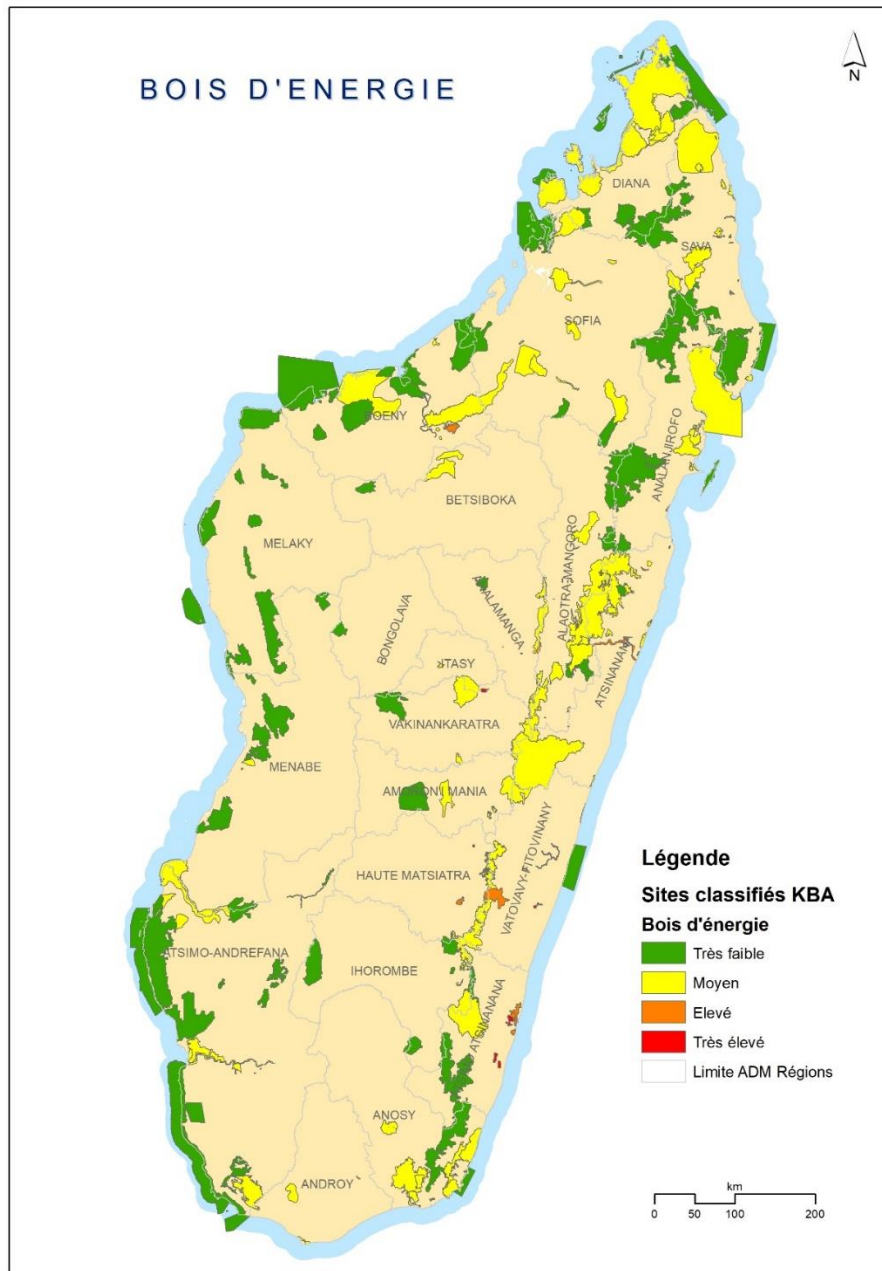 BOIS D'ENERGIE
N
DIANA
SAVA
SOFIA
BOENY
ANALANJIROFO
BETSIBOKA
MELAKY
ALAOTRA-MANGORO
BONGOLAVA
ANALAMANGA
ITASY
ATSINANANA
VAKINANKARATRA
MENABE
AMORON'I MANIA
HAUTE MATSIATRA
VATOVAVY-FITOVINANY
ATSIMO-ANDREFANA
IHOROMBE
ATSINANANA
ANOSY
ANDROY
Légende
Sites classifiés KBA
Bois d'énergie
Très faible
Moyen
Elevé
Très élevé
Limite ADM Régions
km
0 50 100 200